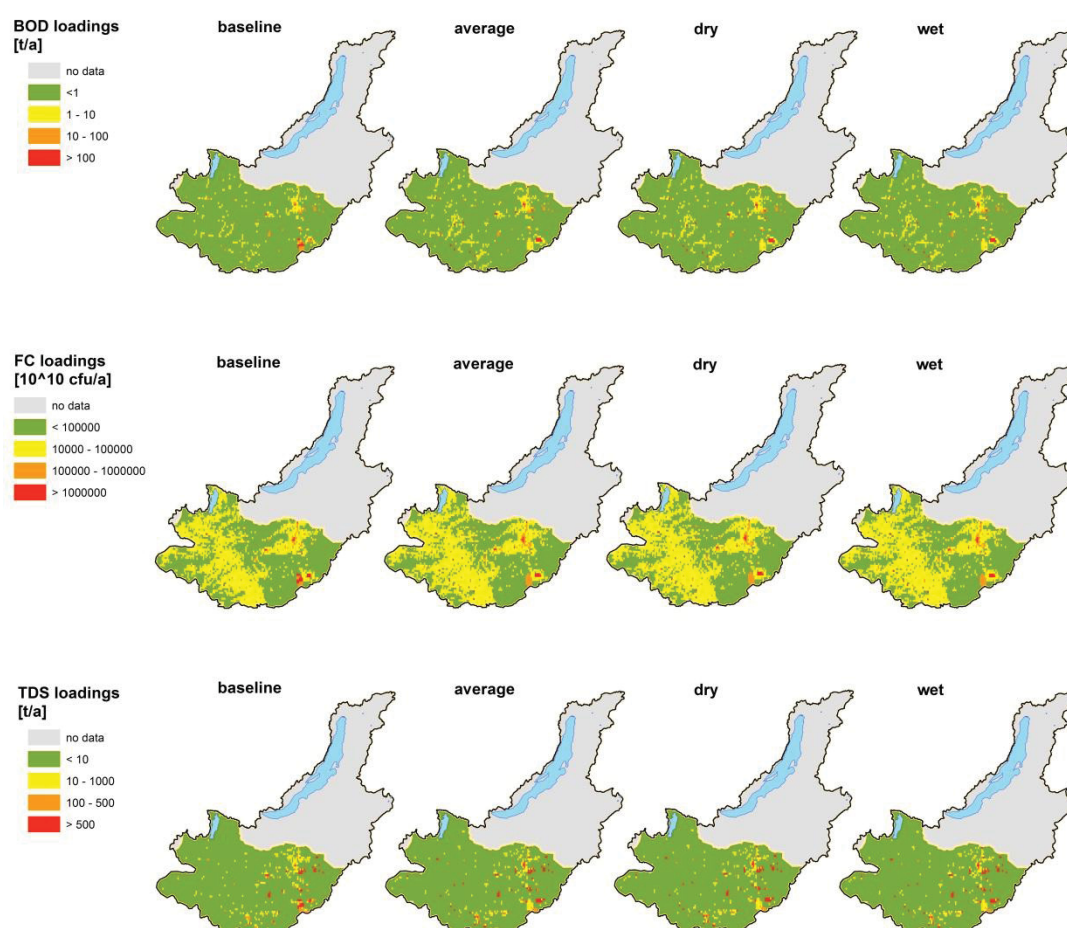 BOD loadings
[t/a]
no data
<1
1 - 10
10 - 100
> 100
baseline
average
dry
wet
FC loadings
[10^10 cfu/a]
no data
< 100000
10000 - 100000
100000 - 1000000
> 1000000
baseline
average
dry
wet
TDS loadings
[t/a]
no data
< 10
10 - 1000
100 - 500
> 500
baseline
average
dry
wet